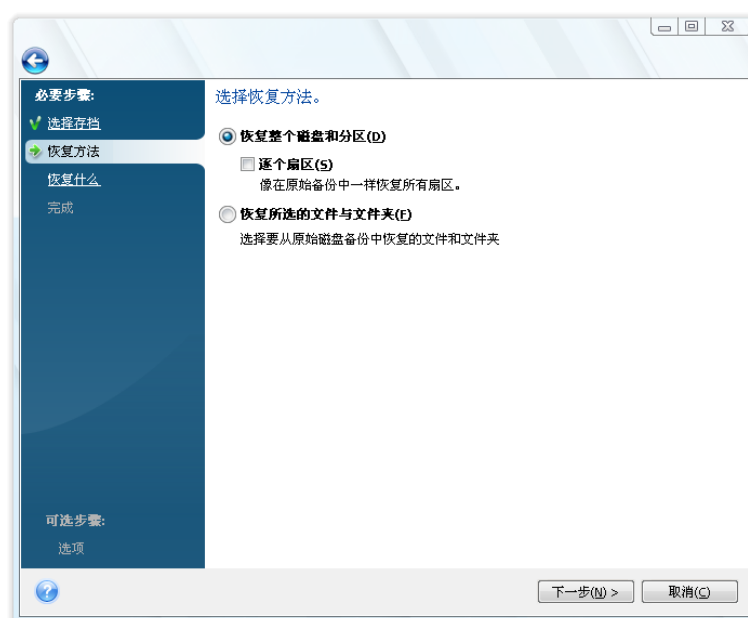 必要步骤:
选择存档
恢复方法
恢复什么
完成
可选步骤:
选项
选择恢复方法。
恢复整个磁盘和分区(D)
逐个扇区(S)
像在原始备份中一样恢复所有扇区。
恢复所选的文件与文件夹(F)
选择要从原始磁盘备份中恢复的文件和文件夹
下一步(N) >
取消(C)